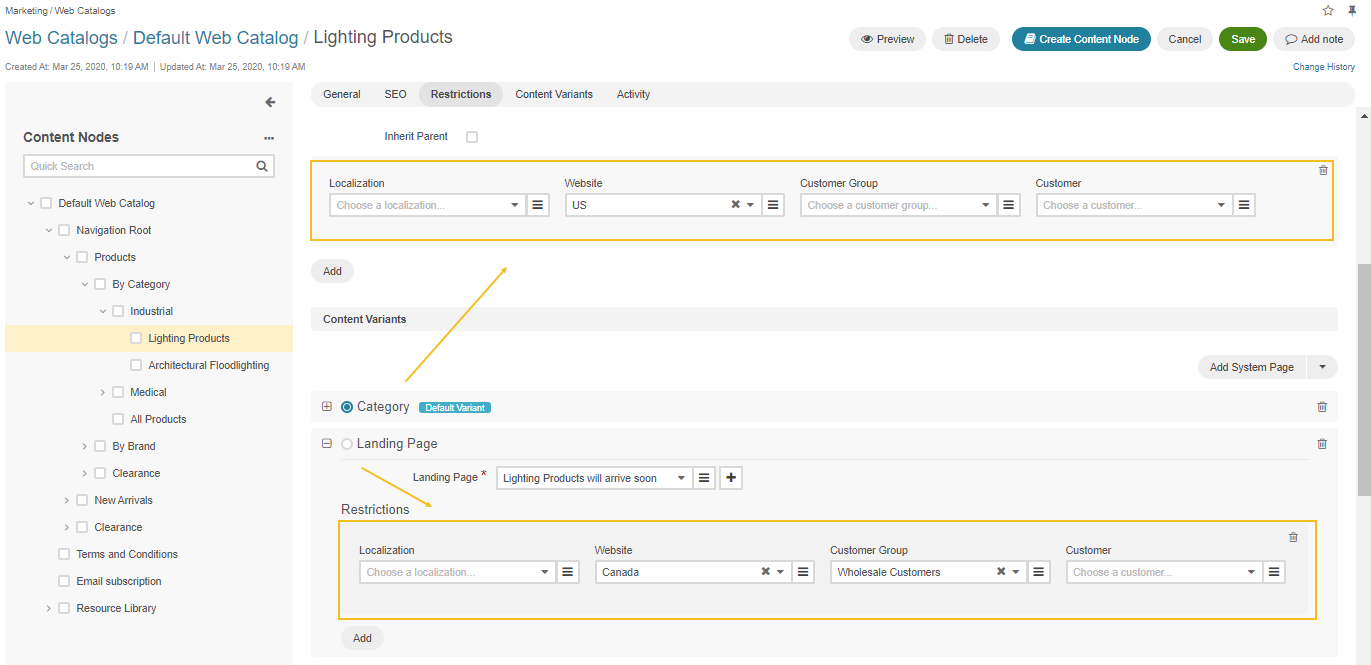 Marketing / Web Catalogs
Web Catalogs / Default Web Catalog / Lighting Products
Preview
Delete
Create Content Node
Cancel
Save
Add note
Created At: Mar 25, 2020, 10:19 AM | Updated At: Mar 25, 2020, 10:19 AM
Change History
Content Nodes
...
Quick Search
Default Web Catalog
Navigation Root
Products
By Category
Industrial
Lighting Products
Architectural Floodlighting
Medical
All Products
By Brand
Clearance
New Arrivals
Clearance
Terms and Conditions
Email subscription
Resource Library
General SEO Restrictions Content Variants Activity
Inherit Parent
Localization Website Customer Group Customer
Choose a localization... US Choose a customer group... Choose a customer...
Add
Content Variants
Add System Page
Category Default Variant
Landing Page
Landing Page * Lighting Products will arrive soon
Restrictions
Localization Website Customer Group Customer
Choose a localization... Canada Wholesale Customers Choose a customer...
Add